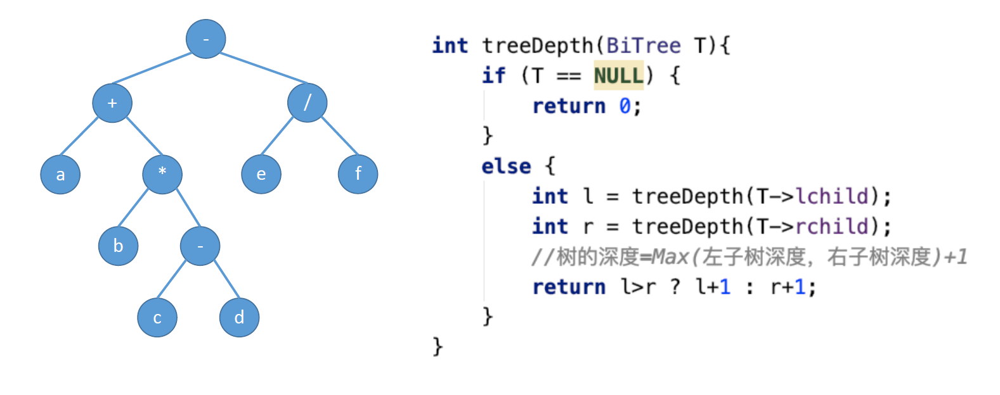 -
+
/
a
*
e
f
b
-
c
d
int treeDepth(BiTree T){
    if (T == NULL) {
        return 0;
    }
    else {
        int l = treeDepth(T->lchild);
        int r = treeDepth(T->rchild);
        //树的深度=Max(左子树深度，右子树深度)+1
        return l>r ? l+1 : r+1;
    }
}